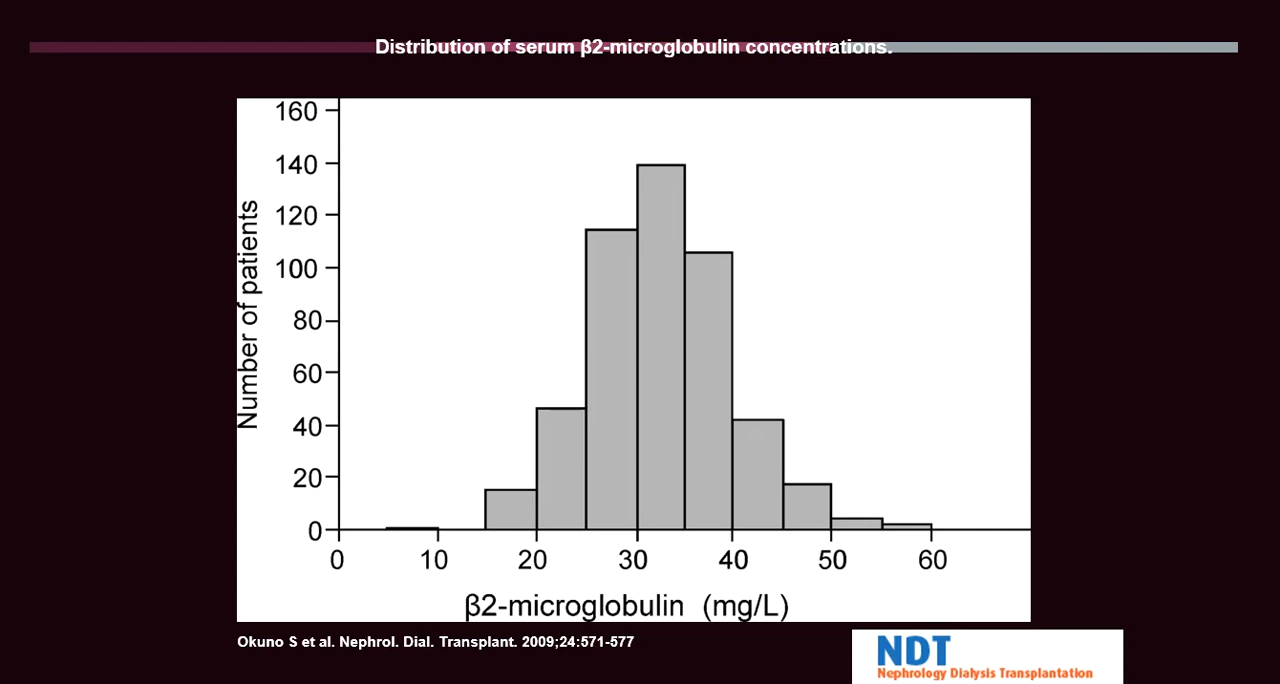 Distribution of serum β2-microglobulin concentrations.
160
140
120
100
80
60
40
20
0
Number of patients
0 10 20 30 40 50 60
β2-microglobulin (mg/L)
Okuno S et al. Nephrol. Dial. Transplant. 2009;24:571-577
NDT
Nephrology Dialysis Transplantation